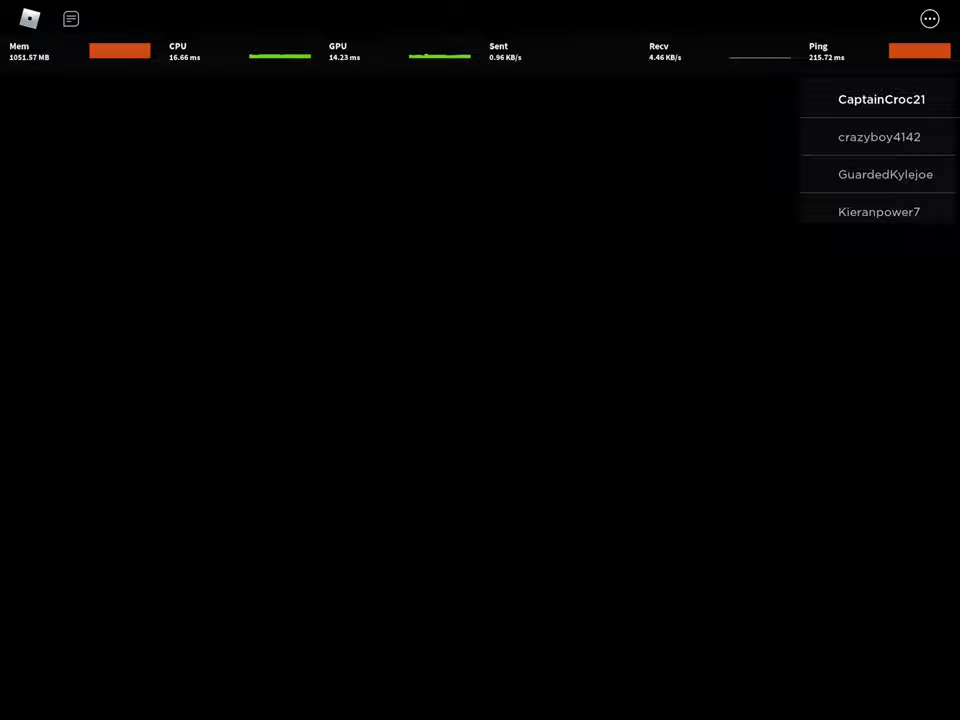 Mem CPU GPU Sent Recv Ping
1051.57 MB 16.66 ms 14.23 ms 0.96 KB/s 4.46 KB/s 215.72 ms
CaptainCroc21
crazyboy4142
GuardedKylejoe
Kieranpower7